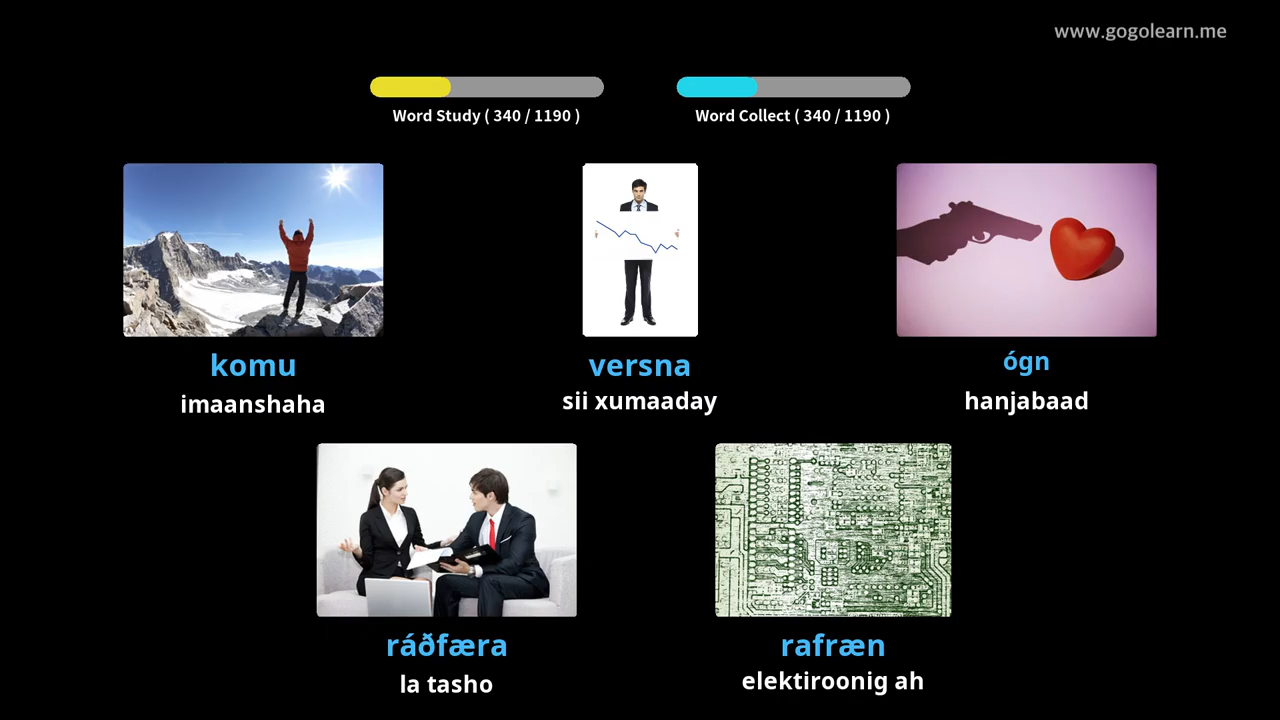 www.gogolearn.me
Word Study ( 340 / 1190 )
Word Collect ( 340 / 1190 )
komu
imaanshaha
versna
sii xumaaday
ógn
hanjabaad
ráðfæra
la tasho
rafræn
elektiroonig ah